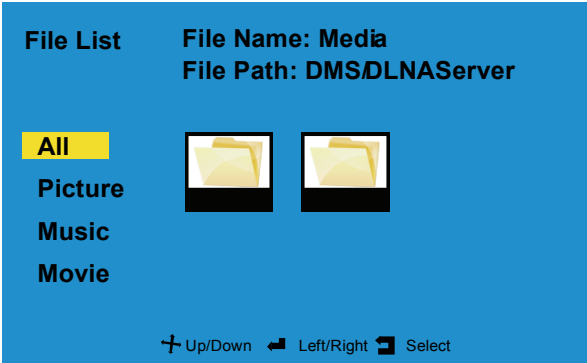 File List
File Name: Media
File Path: DMS/DLNAServer
All
Picture
Music
Movie
Up/Down Left/Right Select